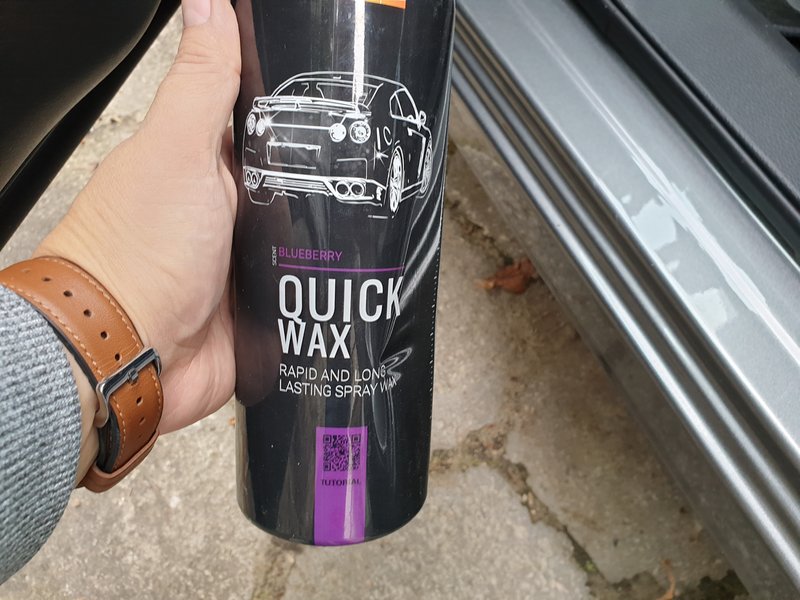 SCENT
BLUEBERRY
QUICK
WAX
RAPID AND LONG
LASTING SPRAY WAX
TUTORIAL